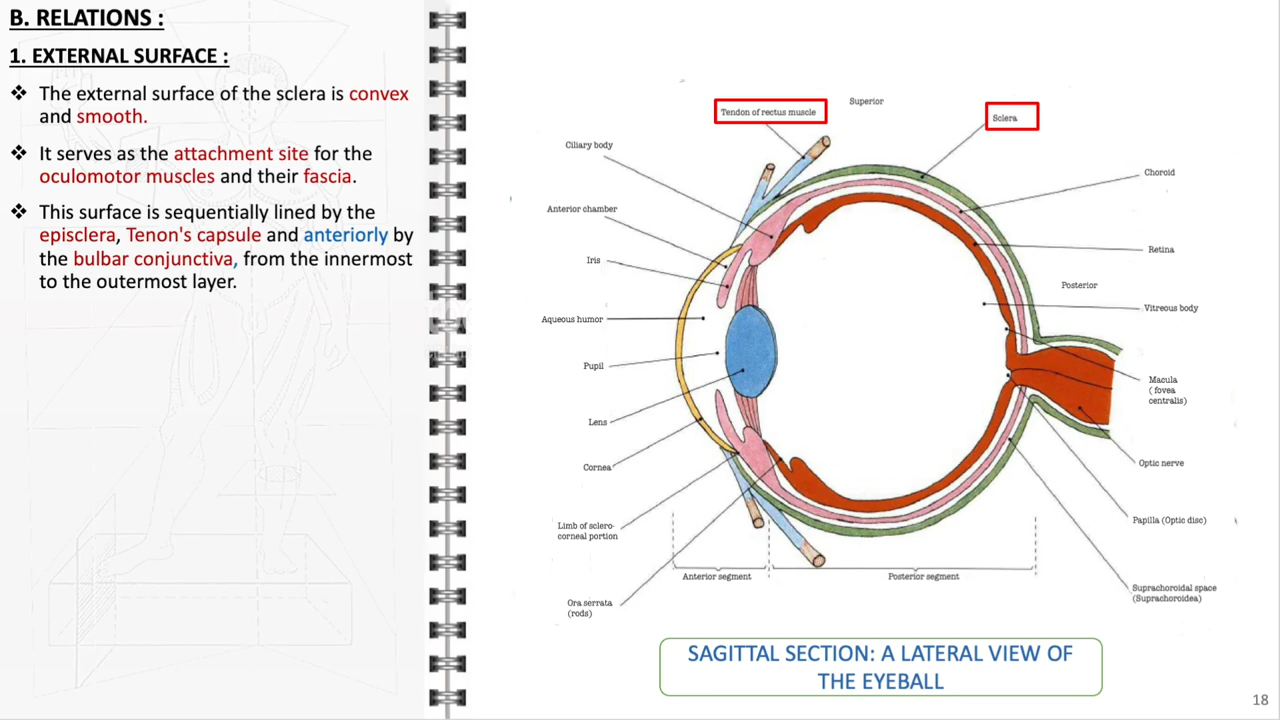 B. RELATIONS :
1. EXTERNAL SURFACE :
❖ The external surface of the sclera is convex
and smooth.
❖ It serves as the attachment site for the
oculomotor muscles and their fascia.
❖ This surface is sequentially lined by the
episclera, Tenon's capsule and anteriorly by
the bulbar conjunctiva, from the innermost
to the outermost layer.
Superior
Tendon of rectus muscle
Sclera
Ciliary body
Choroid
Anterior chamber
Retina
Iris
Posterior
Vitreous body
Aqueous humor
Pupil
Macula
( fovea
centralis)
Lens
Cornea
Optic nerve
Limb of sclero-
corneal portion
Papilla (Optic disc)
Anterior segment
Posterior segment
Suprachoroidal space
(Suprachoroidea)
Ora serrata
(rods)
SAGITTAL SECTION: A LATERAL VIEW OF
THE EYEBALL
18